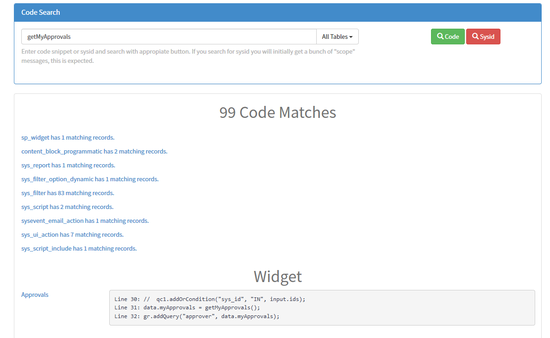 Code Search
getMyApprovals
All Tables
Code
Sysid
Enter code snippet or sysid and search with appropiate button. If you search for sysid you will initially get a bunch of "scope"
messages, this is expected.
99 Code Matches
sp_widget has 1 matching records.
content_block_programmatic has 2 matching records.
sys_report has 1 matching records.
sys_filter_option_dynamic has 1 matching records.
sys_filter has 83 matching records.
sys_script has 2 matching records.
sysevent_email_action has 1 matching records.
sys_ui_action has 7 matching records.
sys_script_include has 1 matching records.
Widget
Approvals
Line 30: // qc1.addOrCondition("sys_id", "IN", input.ids);
Line 31: data.myApprovals = getMyApprovals();
Line 32: gr.addQuery("approver", data.myApprovals);